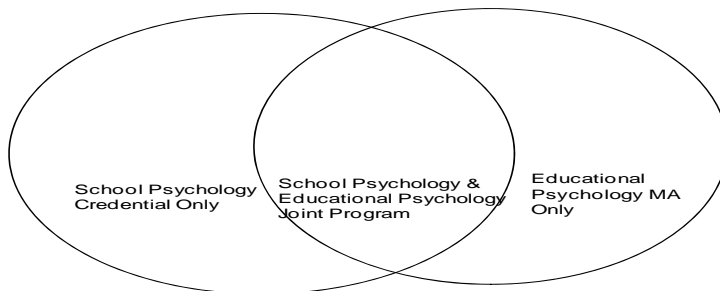 School Psychology
Credential Only
School Psychology &
Educational Psychology
Joint Program
Educational
Psychology MA
Only